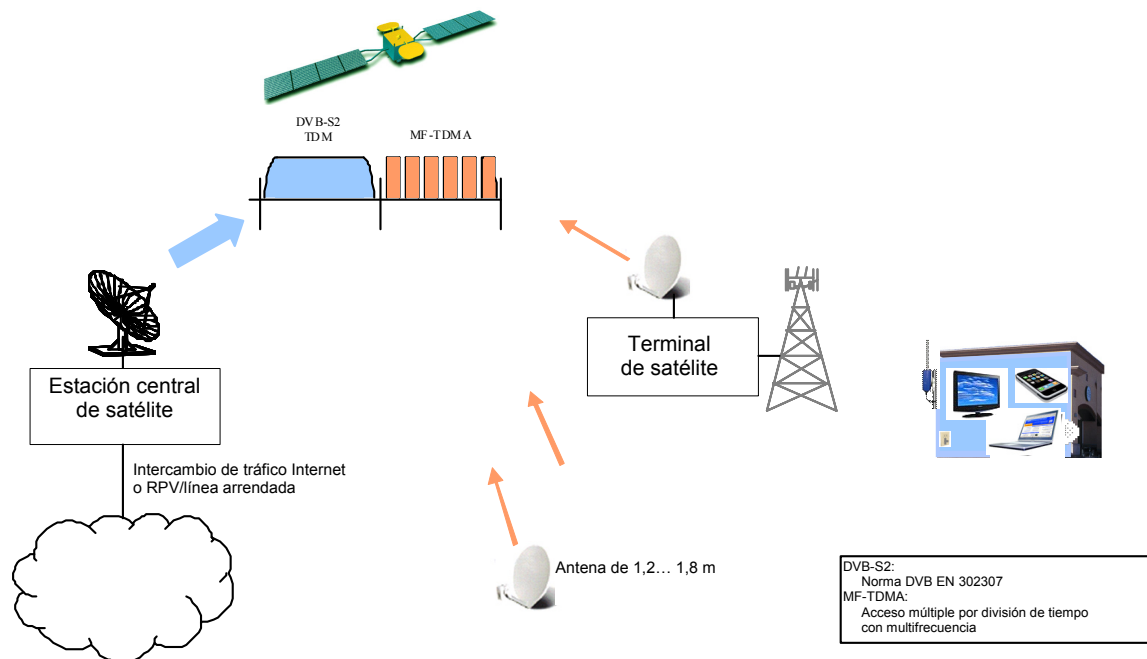 DVB-S2
TDM
MF-TDMA
Terminal
de satélite
Estación central
de satélite
Intercambio de tráfico Internet
o RPV/línea arrendada
Antena de 1,2… 1,8 m
DVB-S2:
Norma DVB EN 302307
MF-TDMA:
Acceso múltiple por división de tiempo
con multifrecuencia